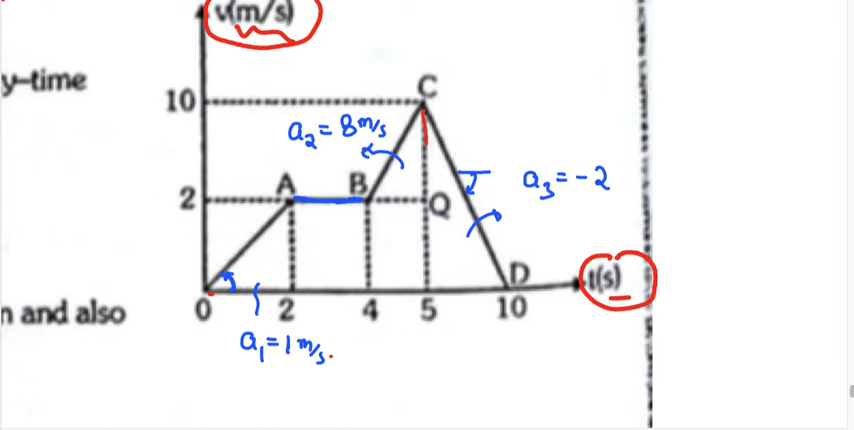 v(m/s)
y-time
C
10
a₂ = 8 m/s
A
B
a₃ = -2
2
Q
D
t(s)
n and also
0
2
4
5
10
a₁ = 1 m/s.